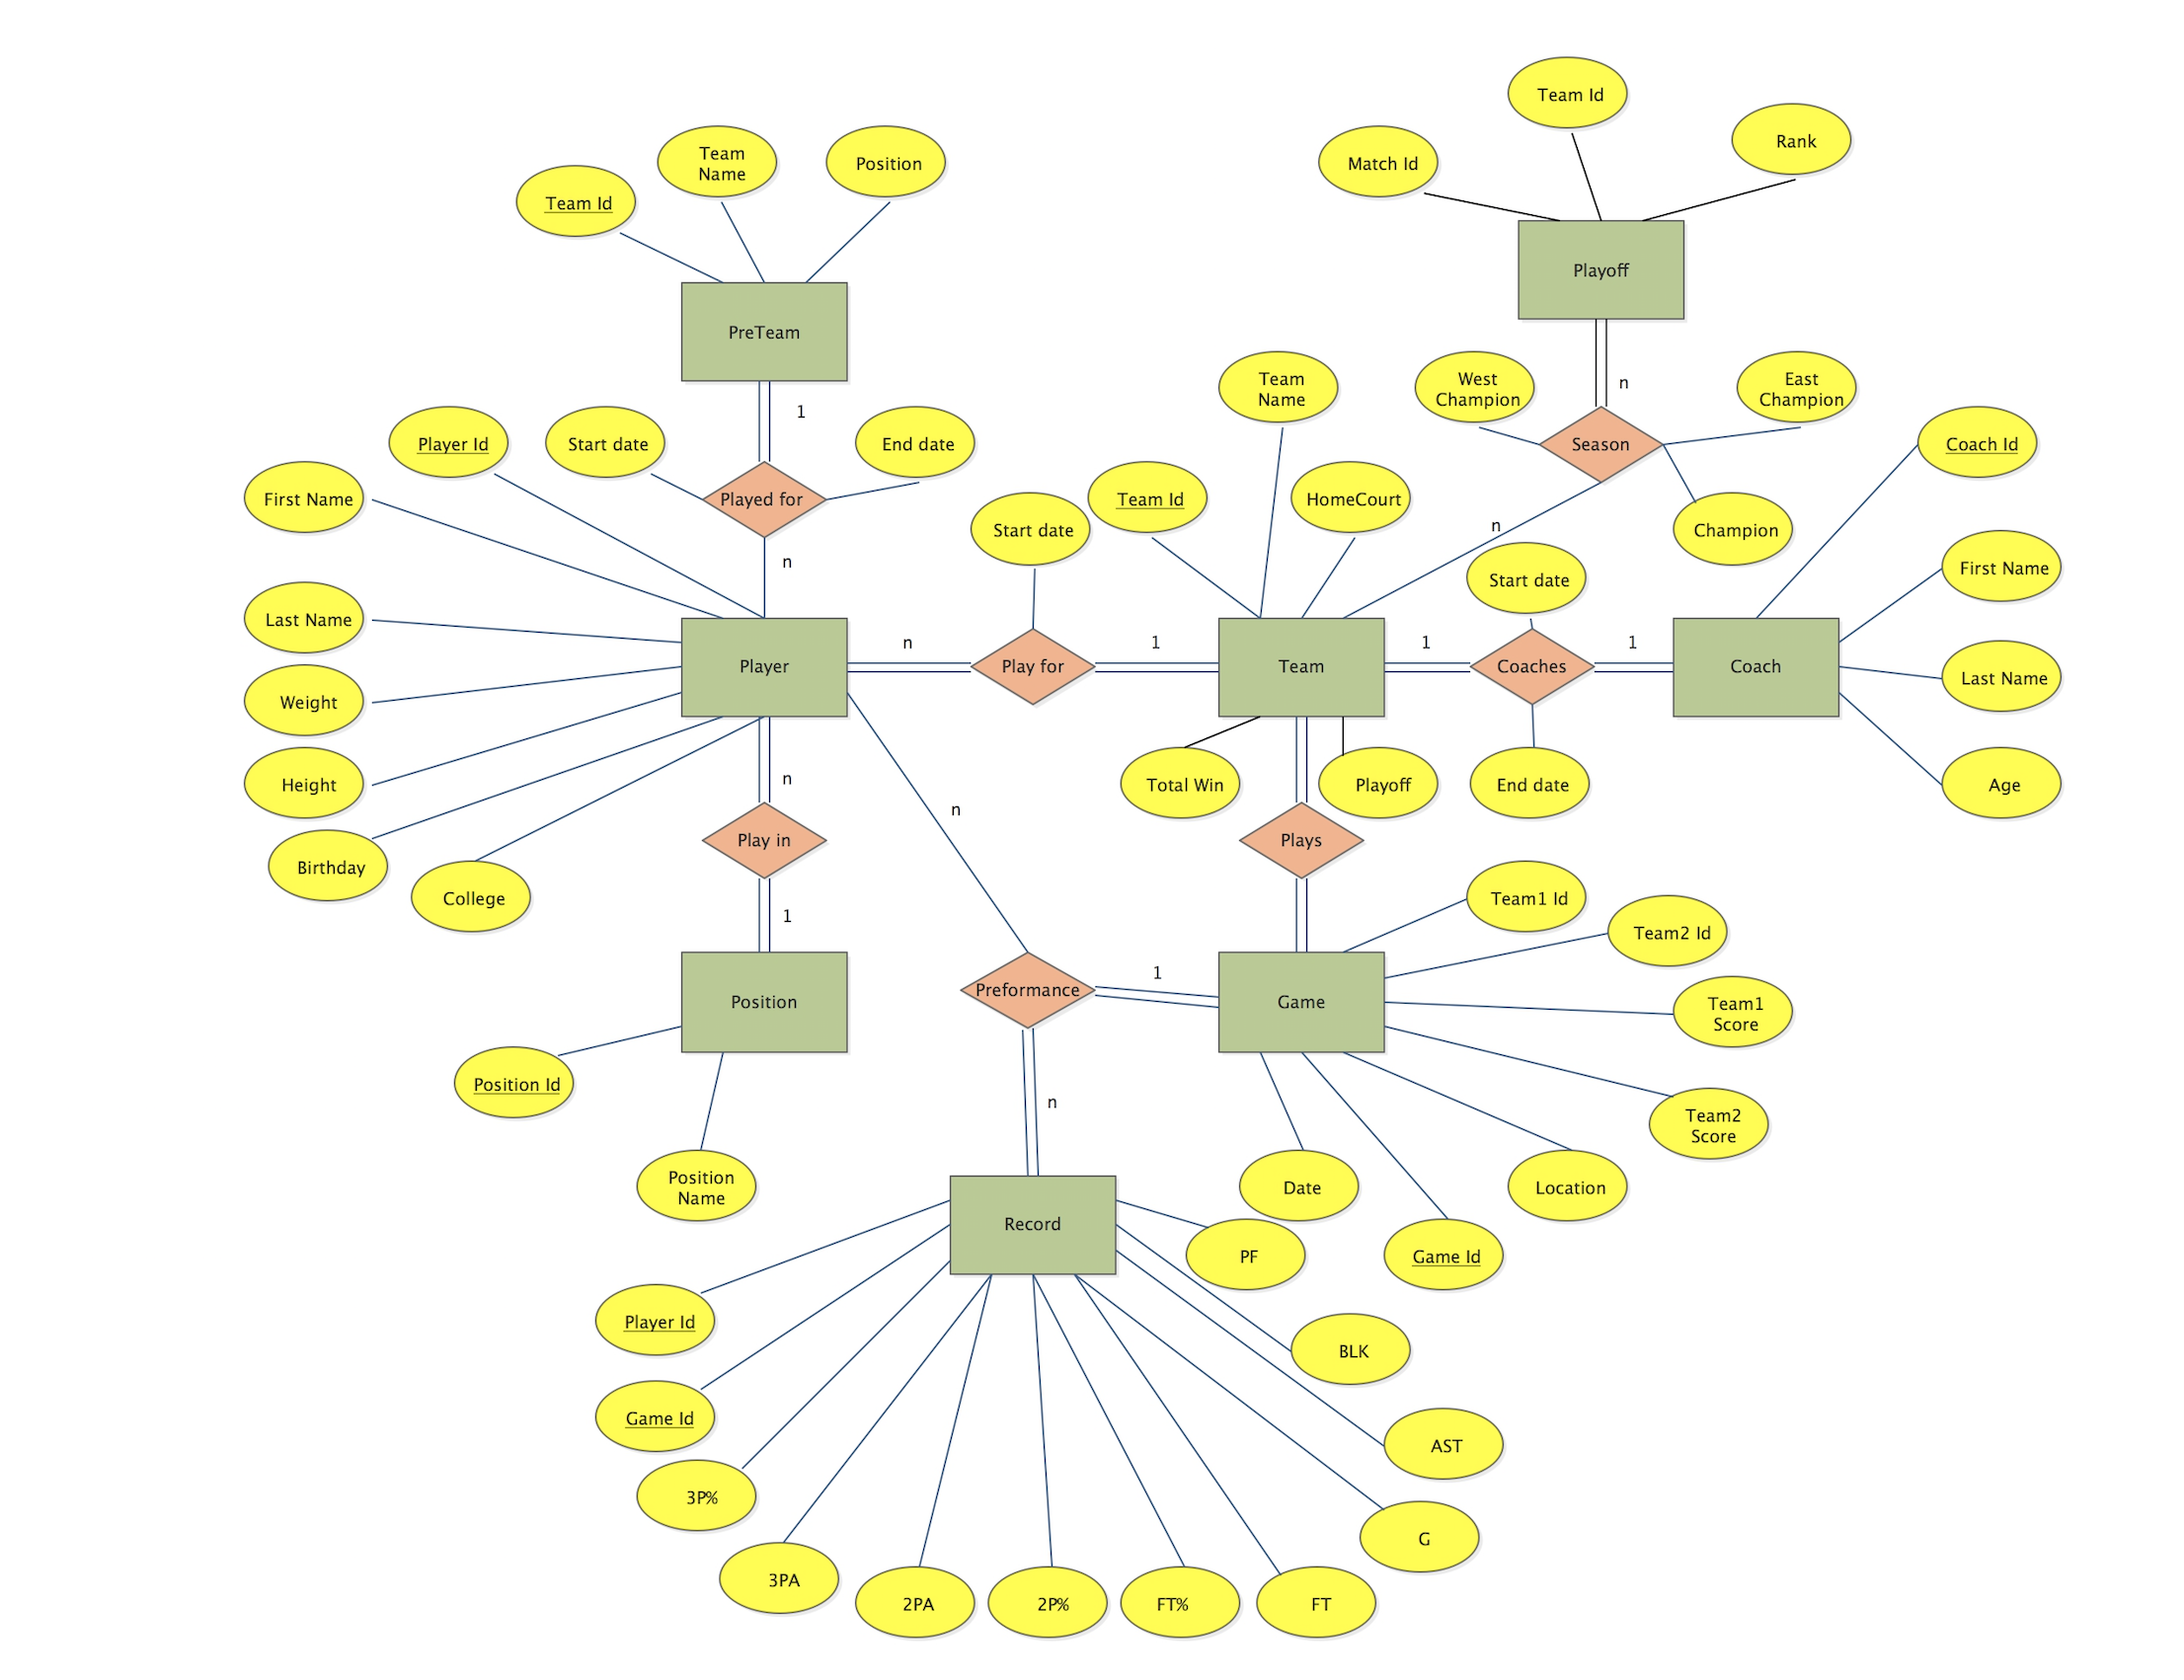 Team Id
Match Id
Rank
Team
Name
Position
Team Id
Playoff
PreTeam
n
1
Team
Name
West
Champion
East
Champion
Player Id
Start date
End date
Season
Coach Id
First Name
Played for
Team Id
HomeCourt
Start date
n
Champion
n
Start date
First Name
Last Name
n
1
1
1
Player
Play for
Team
Coaches
Coach
Last Name
Weight
n
Height
Total Win
Playoff
End date
Age
n
Play in
Plays
Birthday
College
1
Team1 Id
Team2 Id
1
Preformance
Position
Game
Team1
Score
Position Id
n
Team2
Score
Position
Name
Date
Location
Record
PF
Game Id
Player Id
BLK
Game Id
AST
3P%
G
3PA
2PA
2P%
FT%
FT